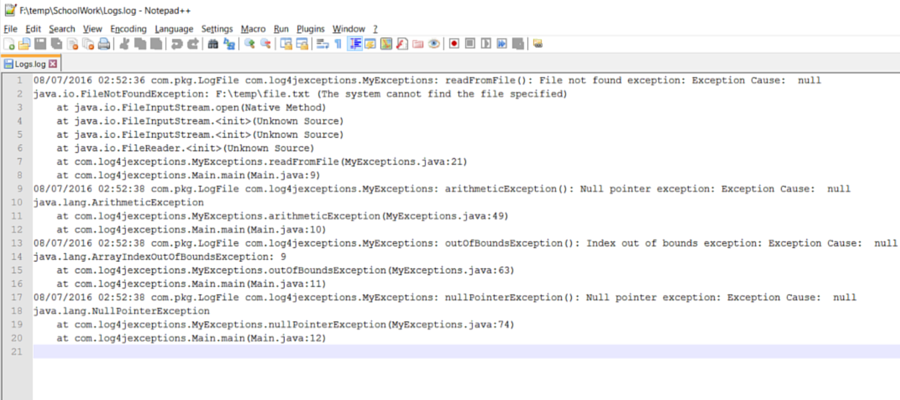 F:\temp\SchoolWork\Logs.log - Notepad++
File Edit Search View Encoding Language Settings Macro Run Plugins Window ?
Logs.log
1 08/07/2016 02:52:36 com.pkg.LogFile com.log4jexceptions.MyExceptions: readFromFile(): File not found exception: Exception Cause:  null
2 java.io.FileNotFoundException: F:\temp\file.txt (The system cannot find the file specified)
3     at java.io.FileInputStream.open(Native Method)
4     at java.io.FileInputStream.<init>(Unknown Source)
5     at java.io.FileInputStream.<init>(Unknown Source)
6     at java.io.FileReader.<init>(Unknown Source)
7     at com.log4jexceptions.MyExceptions.readFromFile(MyExceptions.java:21)
8     at com.log4jexceptions.Main.main(Main.java:9)
9 08/07/2016 02:52:38 com.pkg.LogFile com.log4jexceptions.MyExceptions: arithmeticException(): Null pointer exception: Exception Cause:  null
10 java.lang.ArithmeticException
11     at com.log4jexceptions.MyExceptions.arithmeticException(MyExceptions.java:49)
12     at com.log4jexceptions.Main.main(Main.java:10)
13 08/07/2016 02:52:38 com.pkg.LogFile com.log4jexceptions.MyExceptions: outOfBoundsException(): Index out of bounds exception: Exception Cause:  null
14 java.lang.ArrayIndexOutOfBoundsException: 9
15     at com.log4jexceptions.MyExceptions.outOfBoundsException(MyExceptions.java:63)
16     at com.log4jexceptions.Main.main(Main.java:11)
17 08/07/2016 02:52:38 com.pkg.LogFile com.log4jexceptions.MyExceptions: nullPointerException(): Null pointer exception: Exception Cause:  null
18 java.lang.NullPointerException
19     at com.log4jexceptions.MyExceptions.nullPointerException(MyExceptions.java:74)
20     at com.log4jexceptions.Main.main(Main.java:12)
21